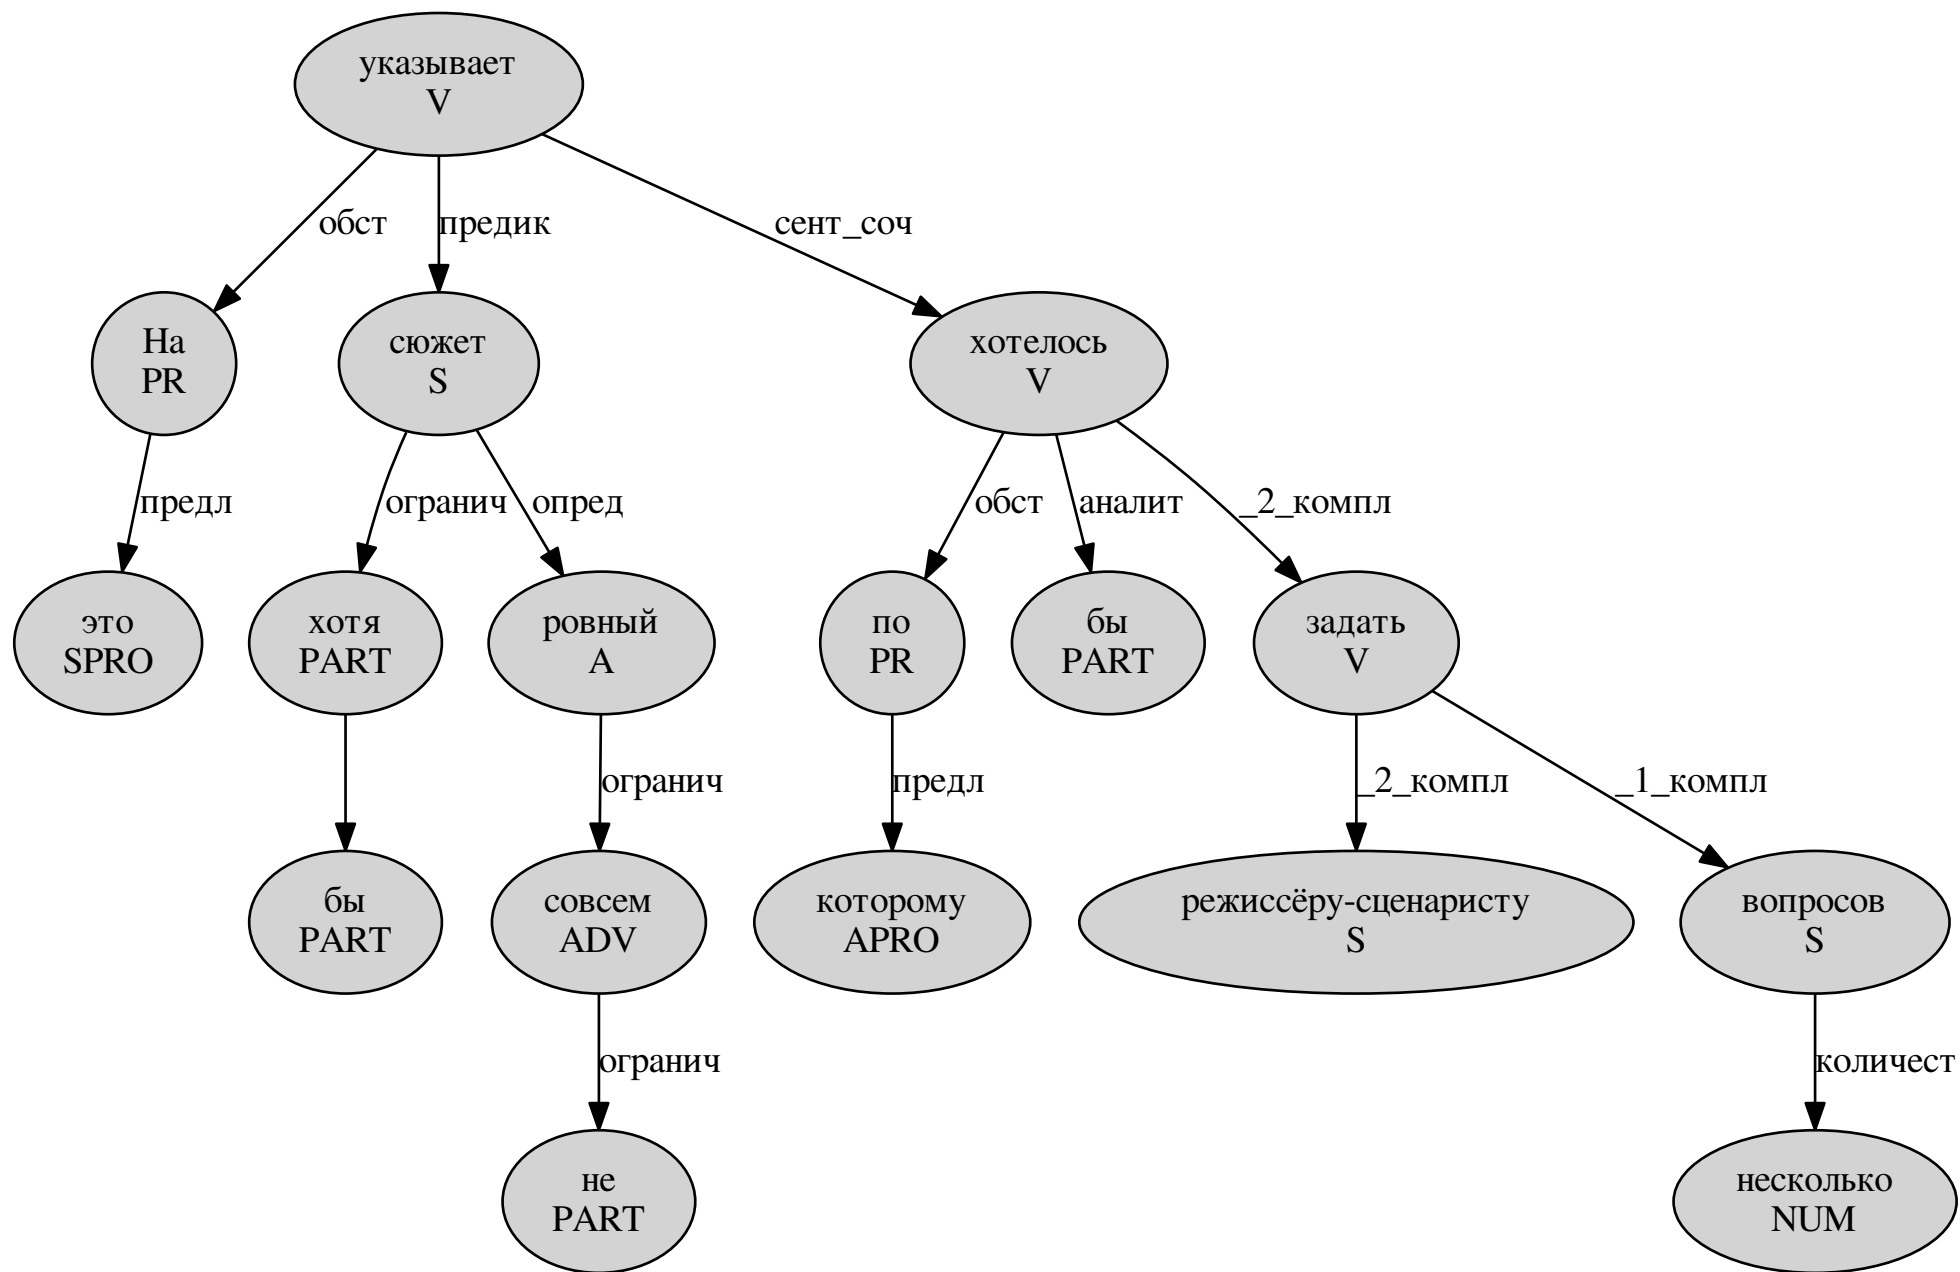 указывает
V
обст
предик
сент_соч
На
PR
сюжет
S
хотелось
V
предл
огранич
опред
обст
аналит
_2_компл
это
SPRO
хотя
PART
ровный
A
по
PR
бы
PART
задать
V
огранич
предл
_2_компл
_1_компл
бы
PART
совсем
ADV
которому
APRO
режиссёру-сценаристу
S
вопросов
S
огранич
количест
не
PART
несколько
NUM